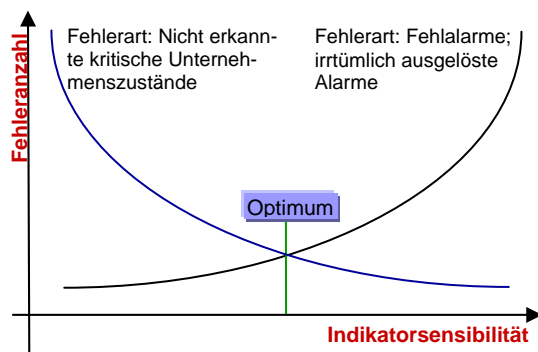 Fehlerart: Nicht erkann-
te kritische Unterneh-
menszustände
Fehlerart: Fehlalarme;
irrtümlich ausgelöste
Alarme
Fehleranzahl
Optimum
Indikatorsensibilität